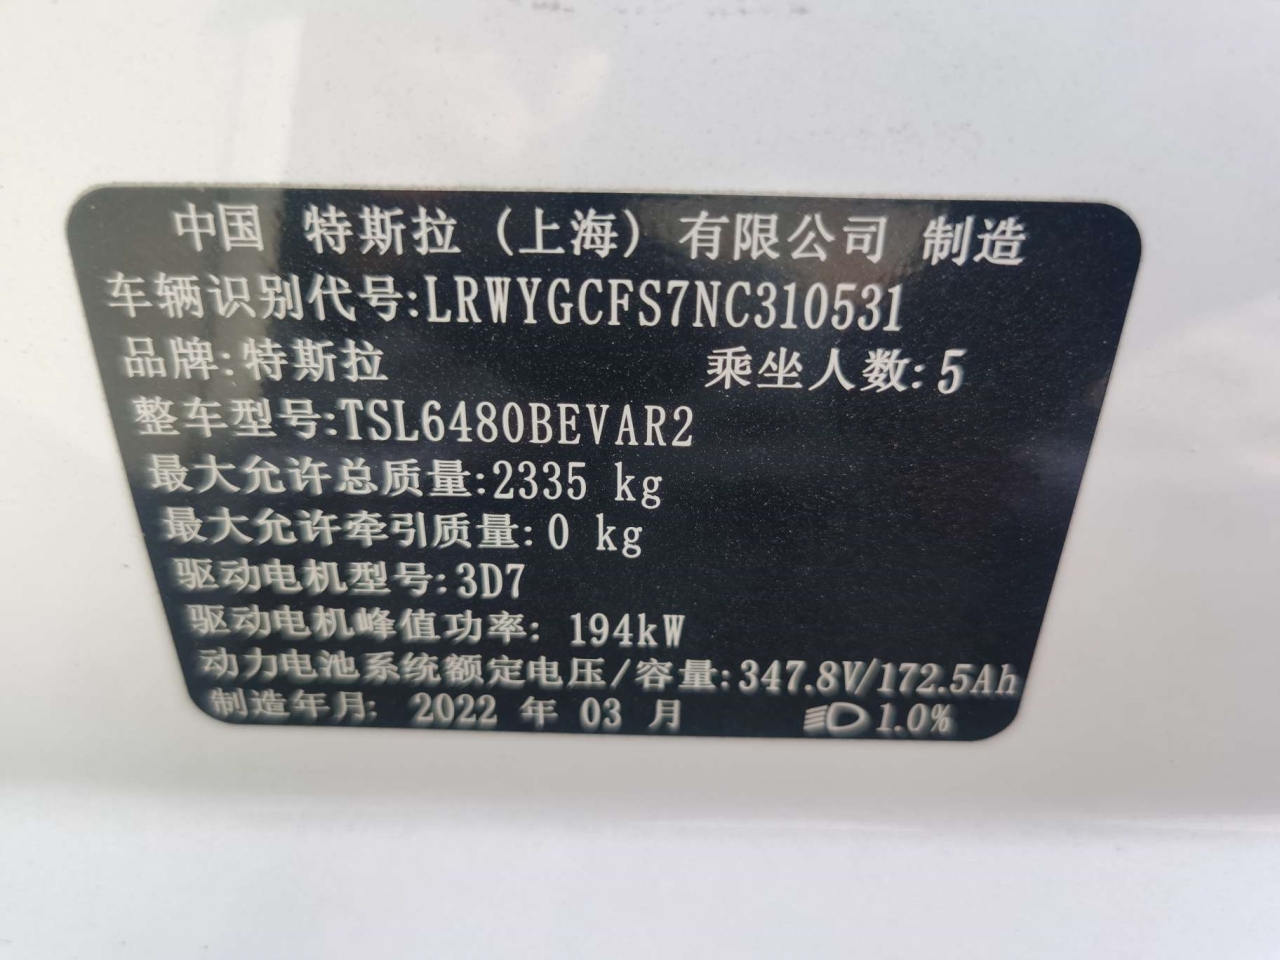 中国 特斯拉（上海）有限公司 制造
车辆识别代号:LRWYGCFS7NC310531
品牌:特斯拉 乘坐人数:5
整车型号:TSL6480BEVAR2
最大允许总质量:2335 kg
最大允许牵引质量:0 kg
驱动电机型号:3D7
驱动电机峰值功率: 194kW
动力电池系统额定电压/容量:347.8V/172.5Ah
制造年月: 2022 年 03 月 1.0%